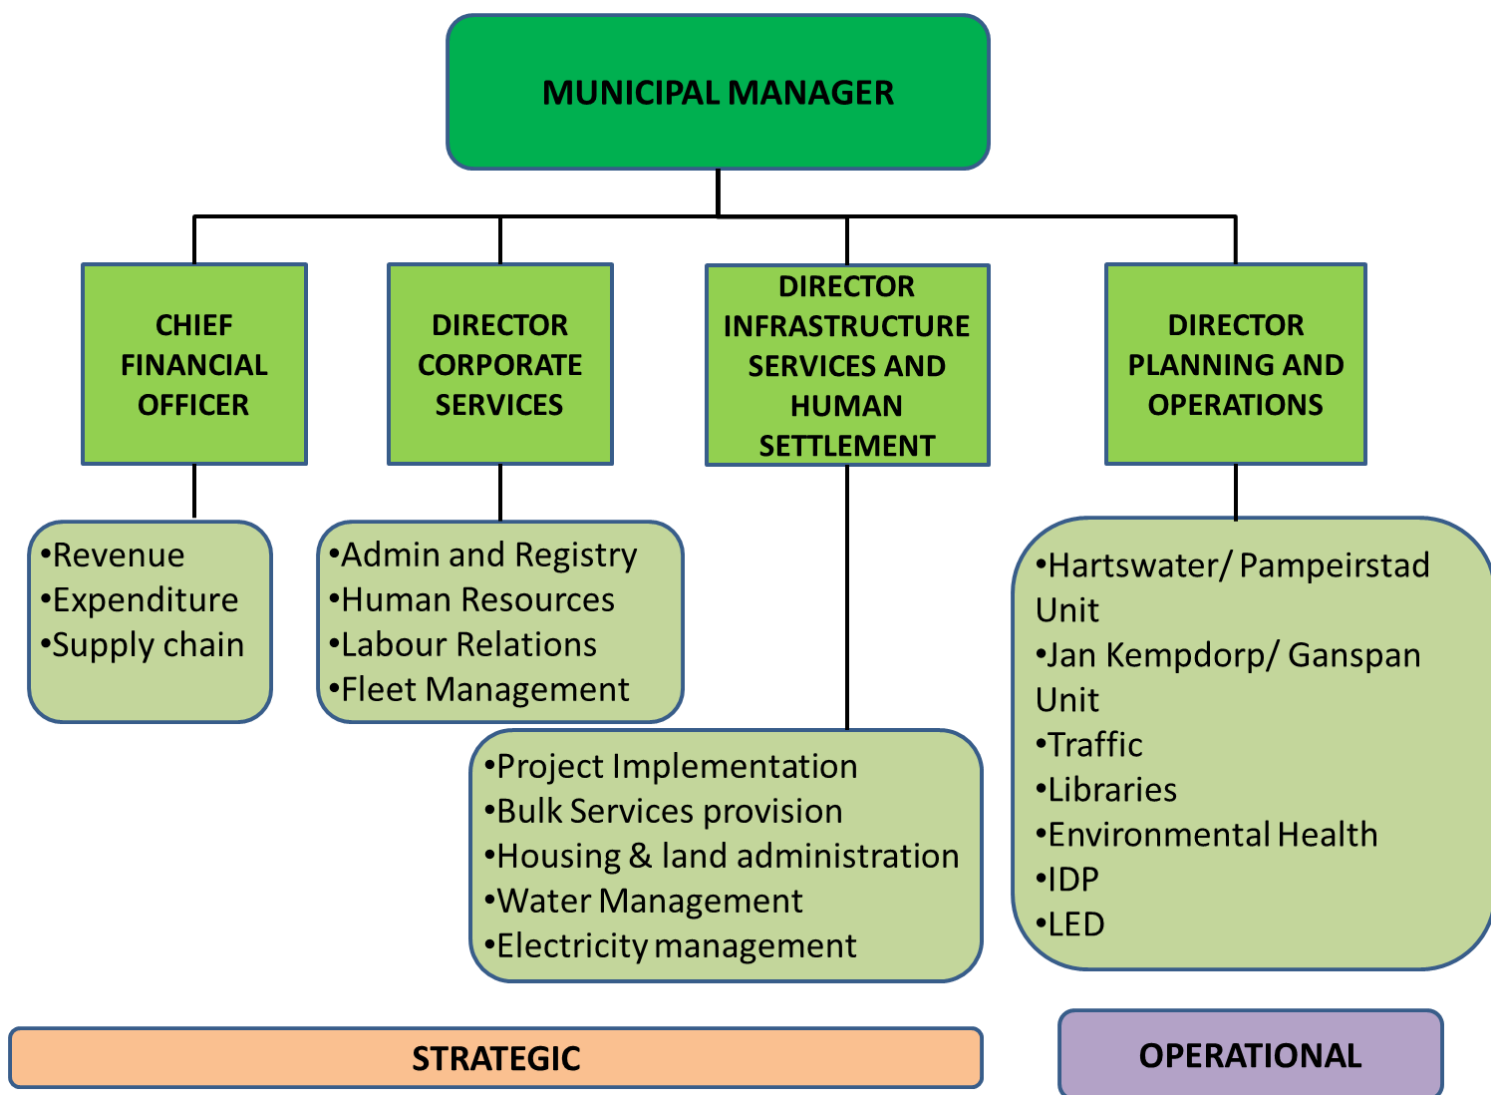 MUNICIPAL MANAGER
CHIEF
FINANCIAL
OFFICER
DIRECTOR
CORPORATE
SERVICES
DIRECTOR
INFRASTRUCTURE
SERVICES AND
HUMAN
SETTLEMENT
DIRECTOR
PLANNING AND
OPERATIONS
•Revenue
•Expenditure
•Supply chain
•Admin and Registry
•Human Resources
•Labour Relations
•Fleet Management
•Project Implementation
•Bulk Services provision
•Housing & land administration
•Water Management
•Electricity management
•Hartswater/ Pampeirstad
Unit
•Jan Kempdorp/ Ganspan
Unit
•Traffic
•Libraries
•Environmental Health
•IDP
•LED
STRATEGIC
OPERATIONAL